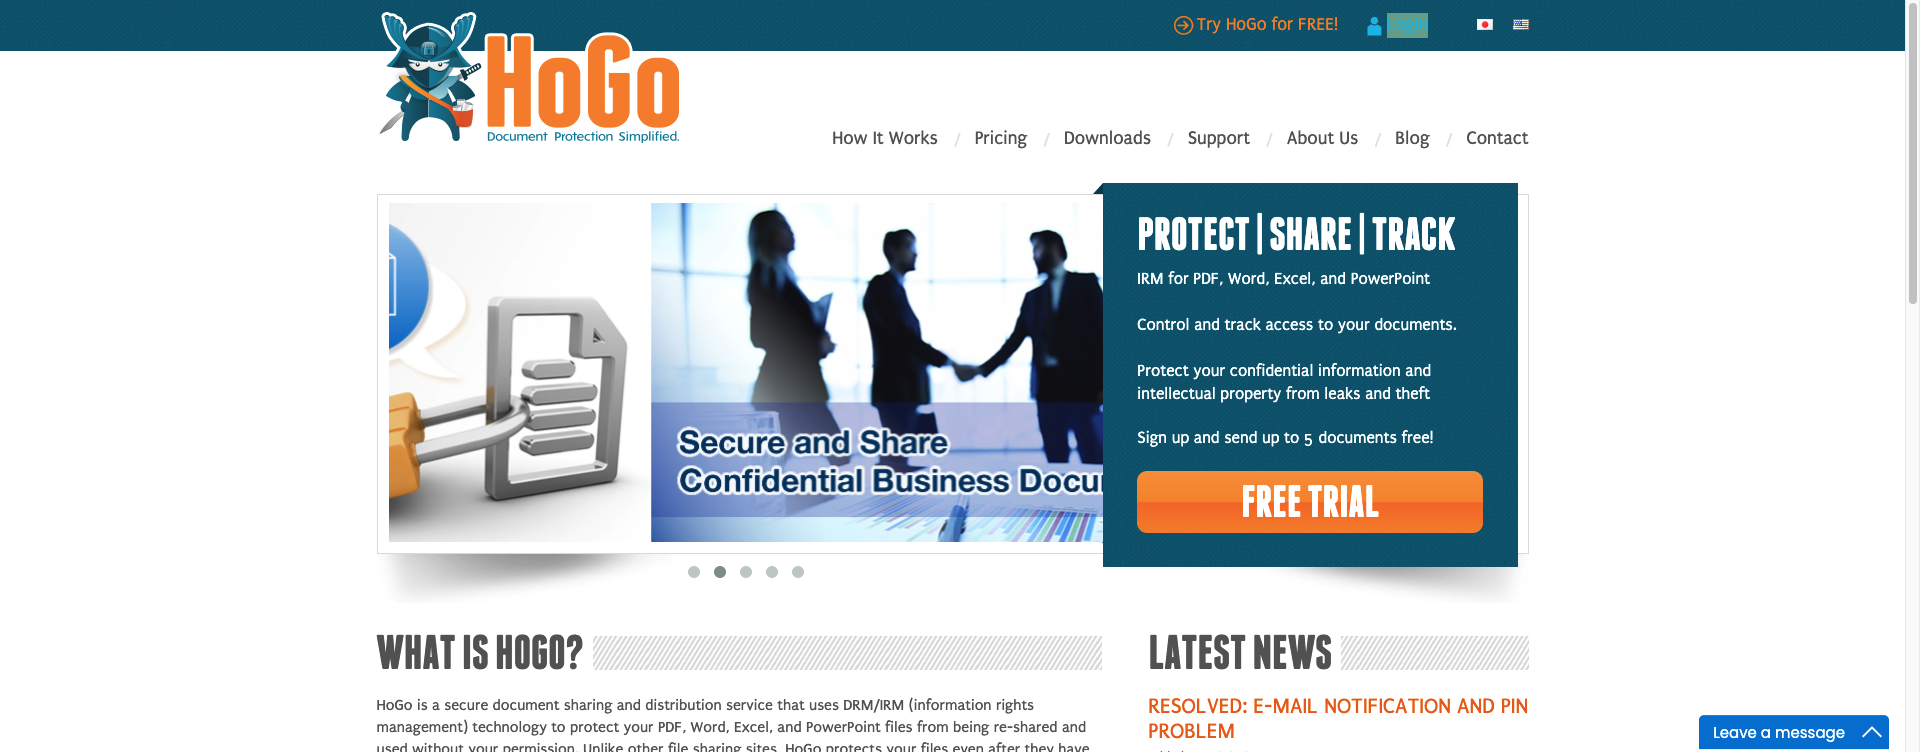 Try HoGo for FREE!
Login
HoGo
Document Protection Simplified.
How It Works / Pricing / Downloads / Support / About Us / Blog / Contact
Secure and Share
Confidential Business Docu
PROTECT | SHARE | TRACK
IRM for PDF, Word, Excel, and PowerPoint
Control and track access to your documents.
Protect your confidential information and
intellectual property from leaks and theft
Sign up and send up to 5 documents free!
FREE TRIAL
WHAT IS HOGO?
HoGo is a secure document sharing and distribution service that uses DRM/IRM (information rights
management) technology to protect your PDF, Word, Excel, and PowerPoint files from being re-shared and
used without your permission. Unlike other file sharing sites, HoGo protects your files even after they have
LATEST NEWS
RESOLVED: E-MAIL NOTIFICATION AND PIN
PROBLEM
Leave a message